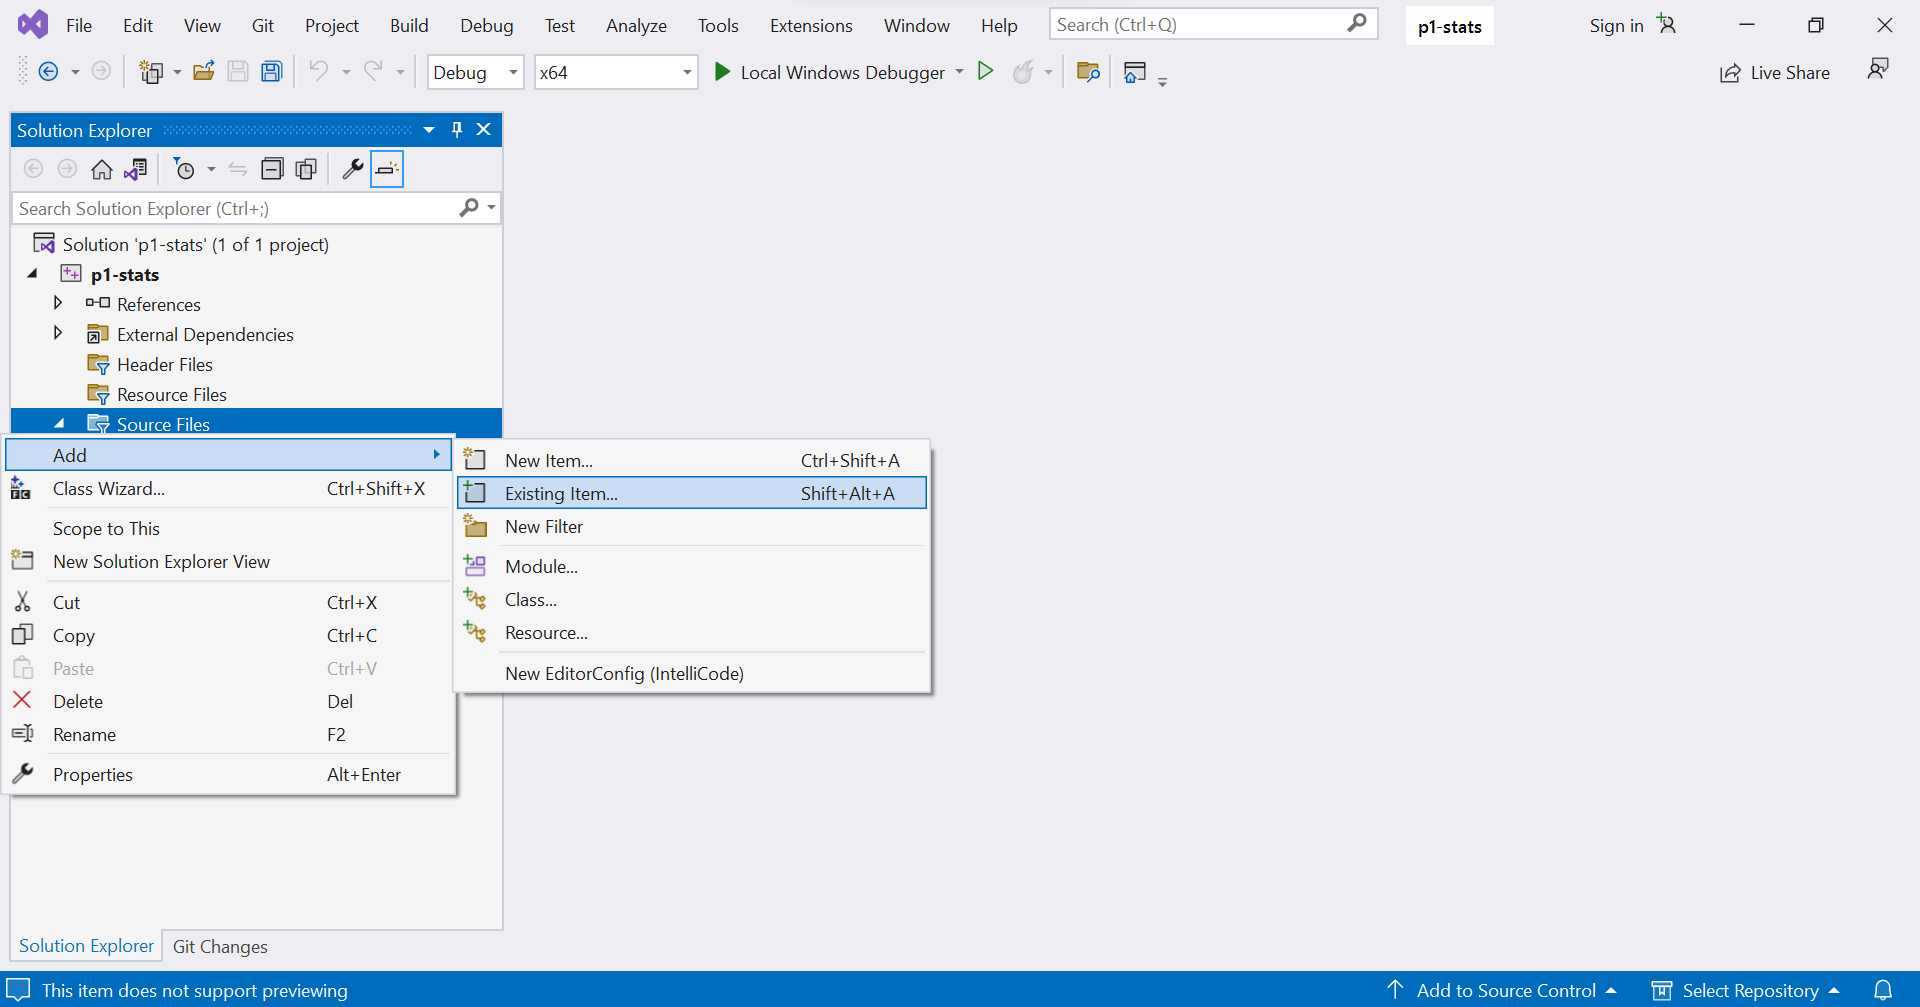 File Edit View Git Project Build Debug Test Analyze Tools Extensions Window Help Search (Ctrl+Q) p1-stats Sign in
Debug x64 Local Windows Debugger Live Share
Solution Explorer
Search Solution Explorer (Ctrl+;)
Solution 'p1-stats' (1 of 1 project)
p1-stats
References
External Dependencies
Header Files
Resource Files
Source Files
Add
Class Wizard... Ctrl+Shift+X
Scope to This
New Solution Explorer View
Cut Ctrl+X
Copy Ctrl+C
Paste Ctrl+V
Delete Del
Rename F2
Properties Alt+Enter
New Item... Ctrl+Shift+A
Existing Item... Shift+Alt+A
New Filter
Module...
Class...
Resource...
New EditorConfig (IntelliCode)
Solution Explorer Git Changes
This item does not support previewing Add to Source Control Select Repository